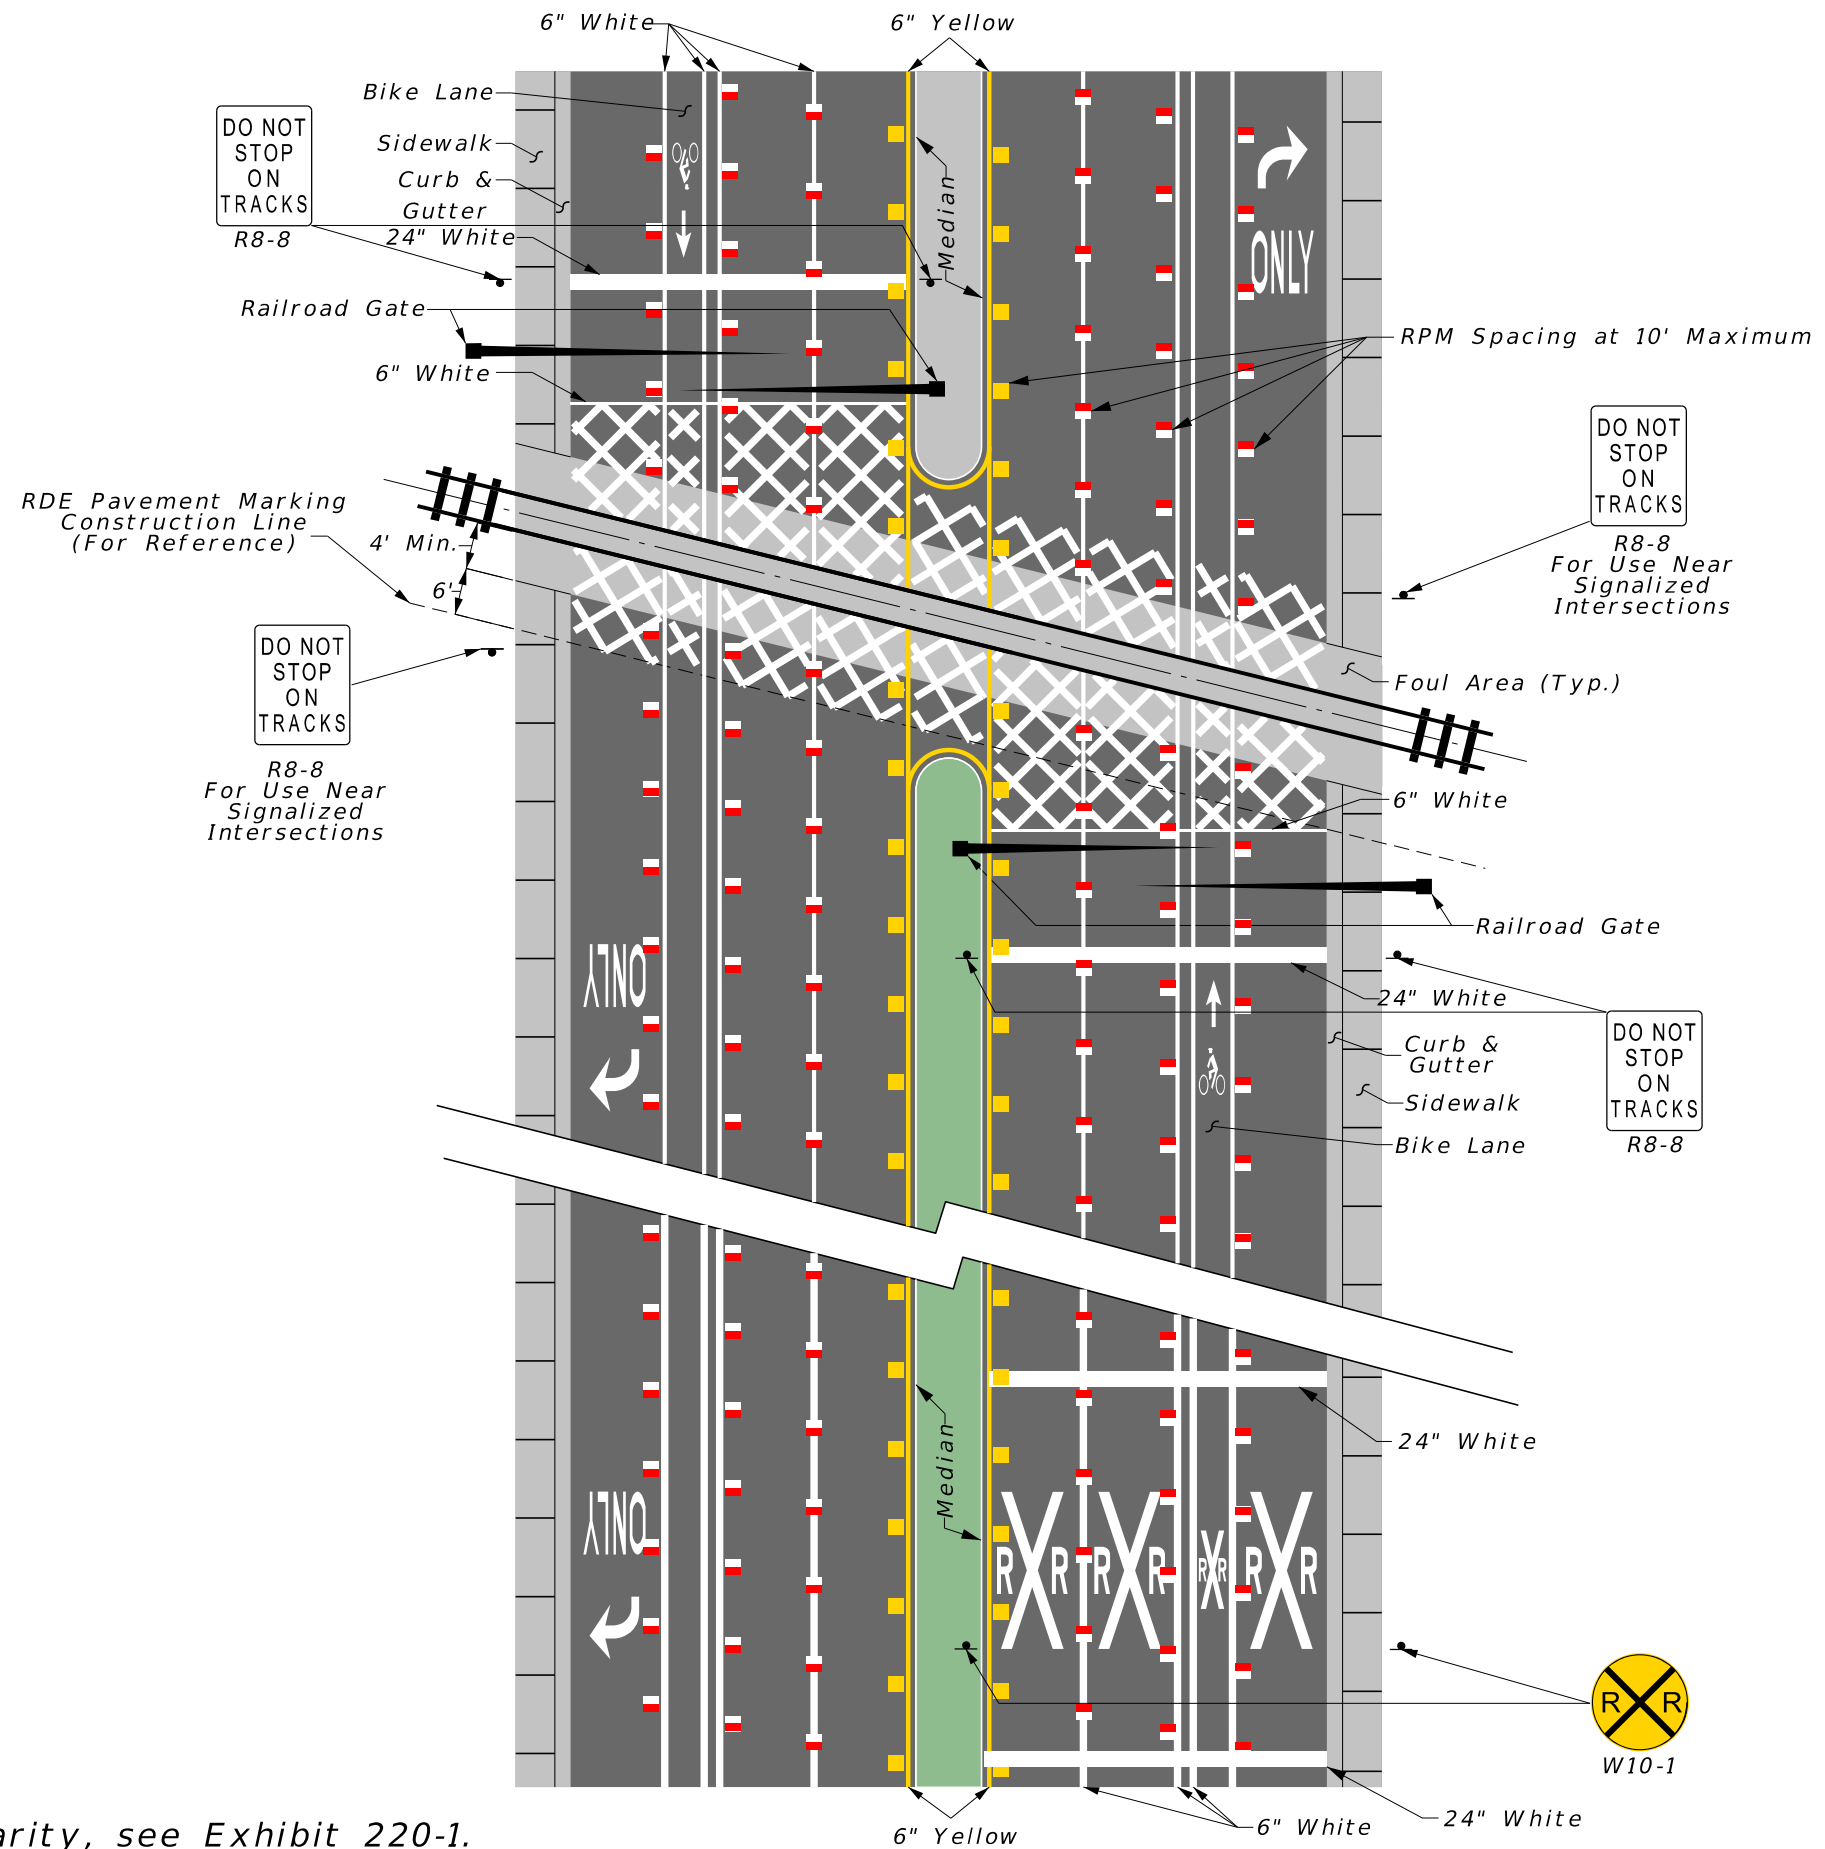 6" White
6" Yellow
Bike Lane
Sidewalk
Curb &
Gutter
24" White
DO NOT
STOP
ON
TRACKS
R8-8
Median
ONLY
Railroad Gate
6" White
RPM Spacing at 10' Maximum
DO NOT
STOP
ON
TRACKS
R8-8
For Use Near
Signalized
Intersections
RDE Pavement Marking
Construction Line
(For Reference)
4' Min.
6'
DO NOT
STOP
ON
TRACKS
R8-8
For Use Near
Signalized
Intersections
Foul Area (Typ.)
6" White
Railroad Gate
ONLY
24" White
DO NOT
STOP
ON
TRACKS
R8-8
Curb &
Gutter
Sidewalk
Bike Lane
24" White
Median
ONLY
R R
R R
R R
R R
R R
W10-1
24" White
6" White
6" Yellow
arity, see Exhibit 220-1.